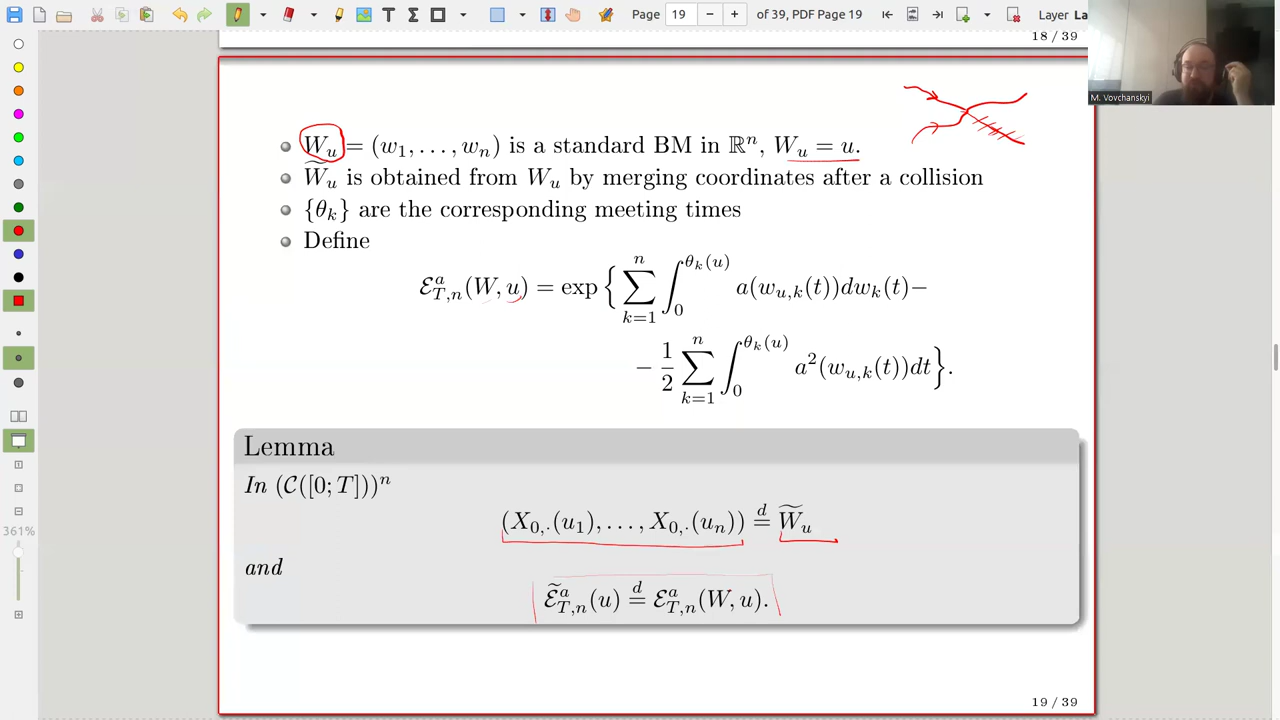 Page 19 of 39, PDF Page 19
Layer La
18 / 39
M. Vovchanskyi
W_u = (w_1, . . . , w_n) is a standard BM in ℝ^n, W_u = u.
W̃_u is obtained from W_u by merging coordinates after a collision
{θ_k} are the corresponding meeting times
Define
ℰ^a_{T,n}(W, u) = exp { ∑_{k=1}^{n} ∫_0^{θ_k(u)} a(w_{u,k}(t))dw_k(t)−
− 1/2 ∑_{k=1}^{n} ∫_0^{θ_k(u)} a²(w_{u,k}(t))dt }.
Lemma
In (𝒞([0; T]))^n
(X_{0,·}(u_1), . . . , X_{0,·}(u_n)) =^d W̃_u
and
ℰ̃^a_{T,n}(u) =^d ℰ^a_{T,n}(W, u).
361%
19 / 39